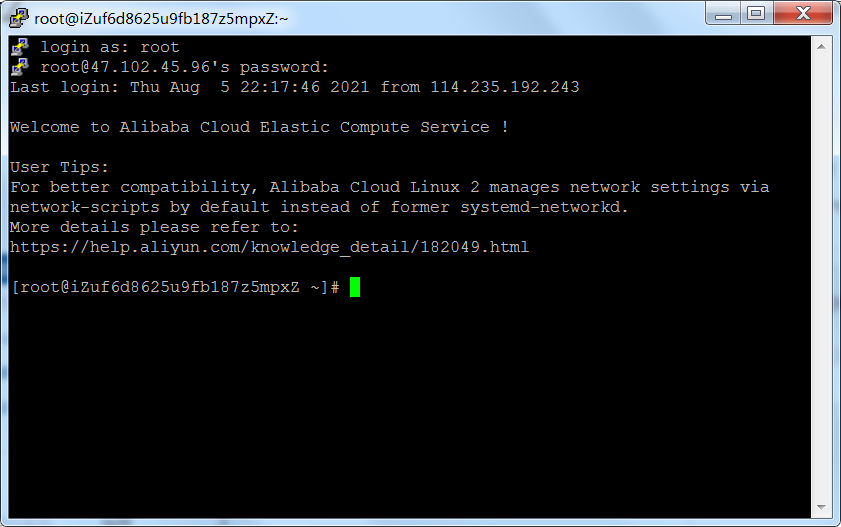 root@iZuf6d8625u9fb187z5mpxZ:~
login as: root
root@47.102.45.96's password:
Last login: Thu Aug  5 22:17:46 2021 from 114.235.192.243
Welcome to Alibaba Cloud Elastic Compute Service !
User Tips:
For better compatibility, Alibaba Cloud Linux 2 manages network settings via
network-scripts by default instead of former systemd-networkd.
More details please refer to:
https://help.aliyun.com/knowledge_detail/182049.html
[root@iZuf6d8625u9fb187z5mpxZ ~]#